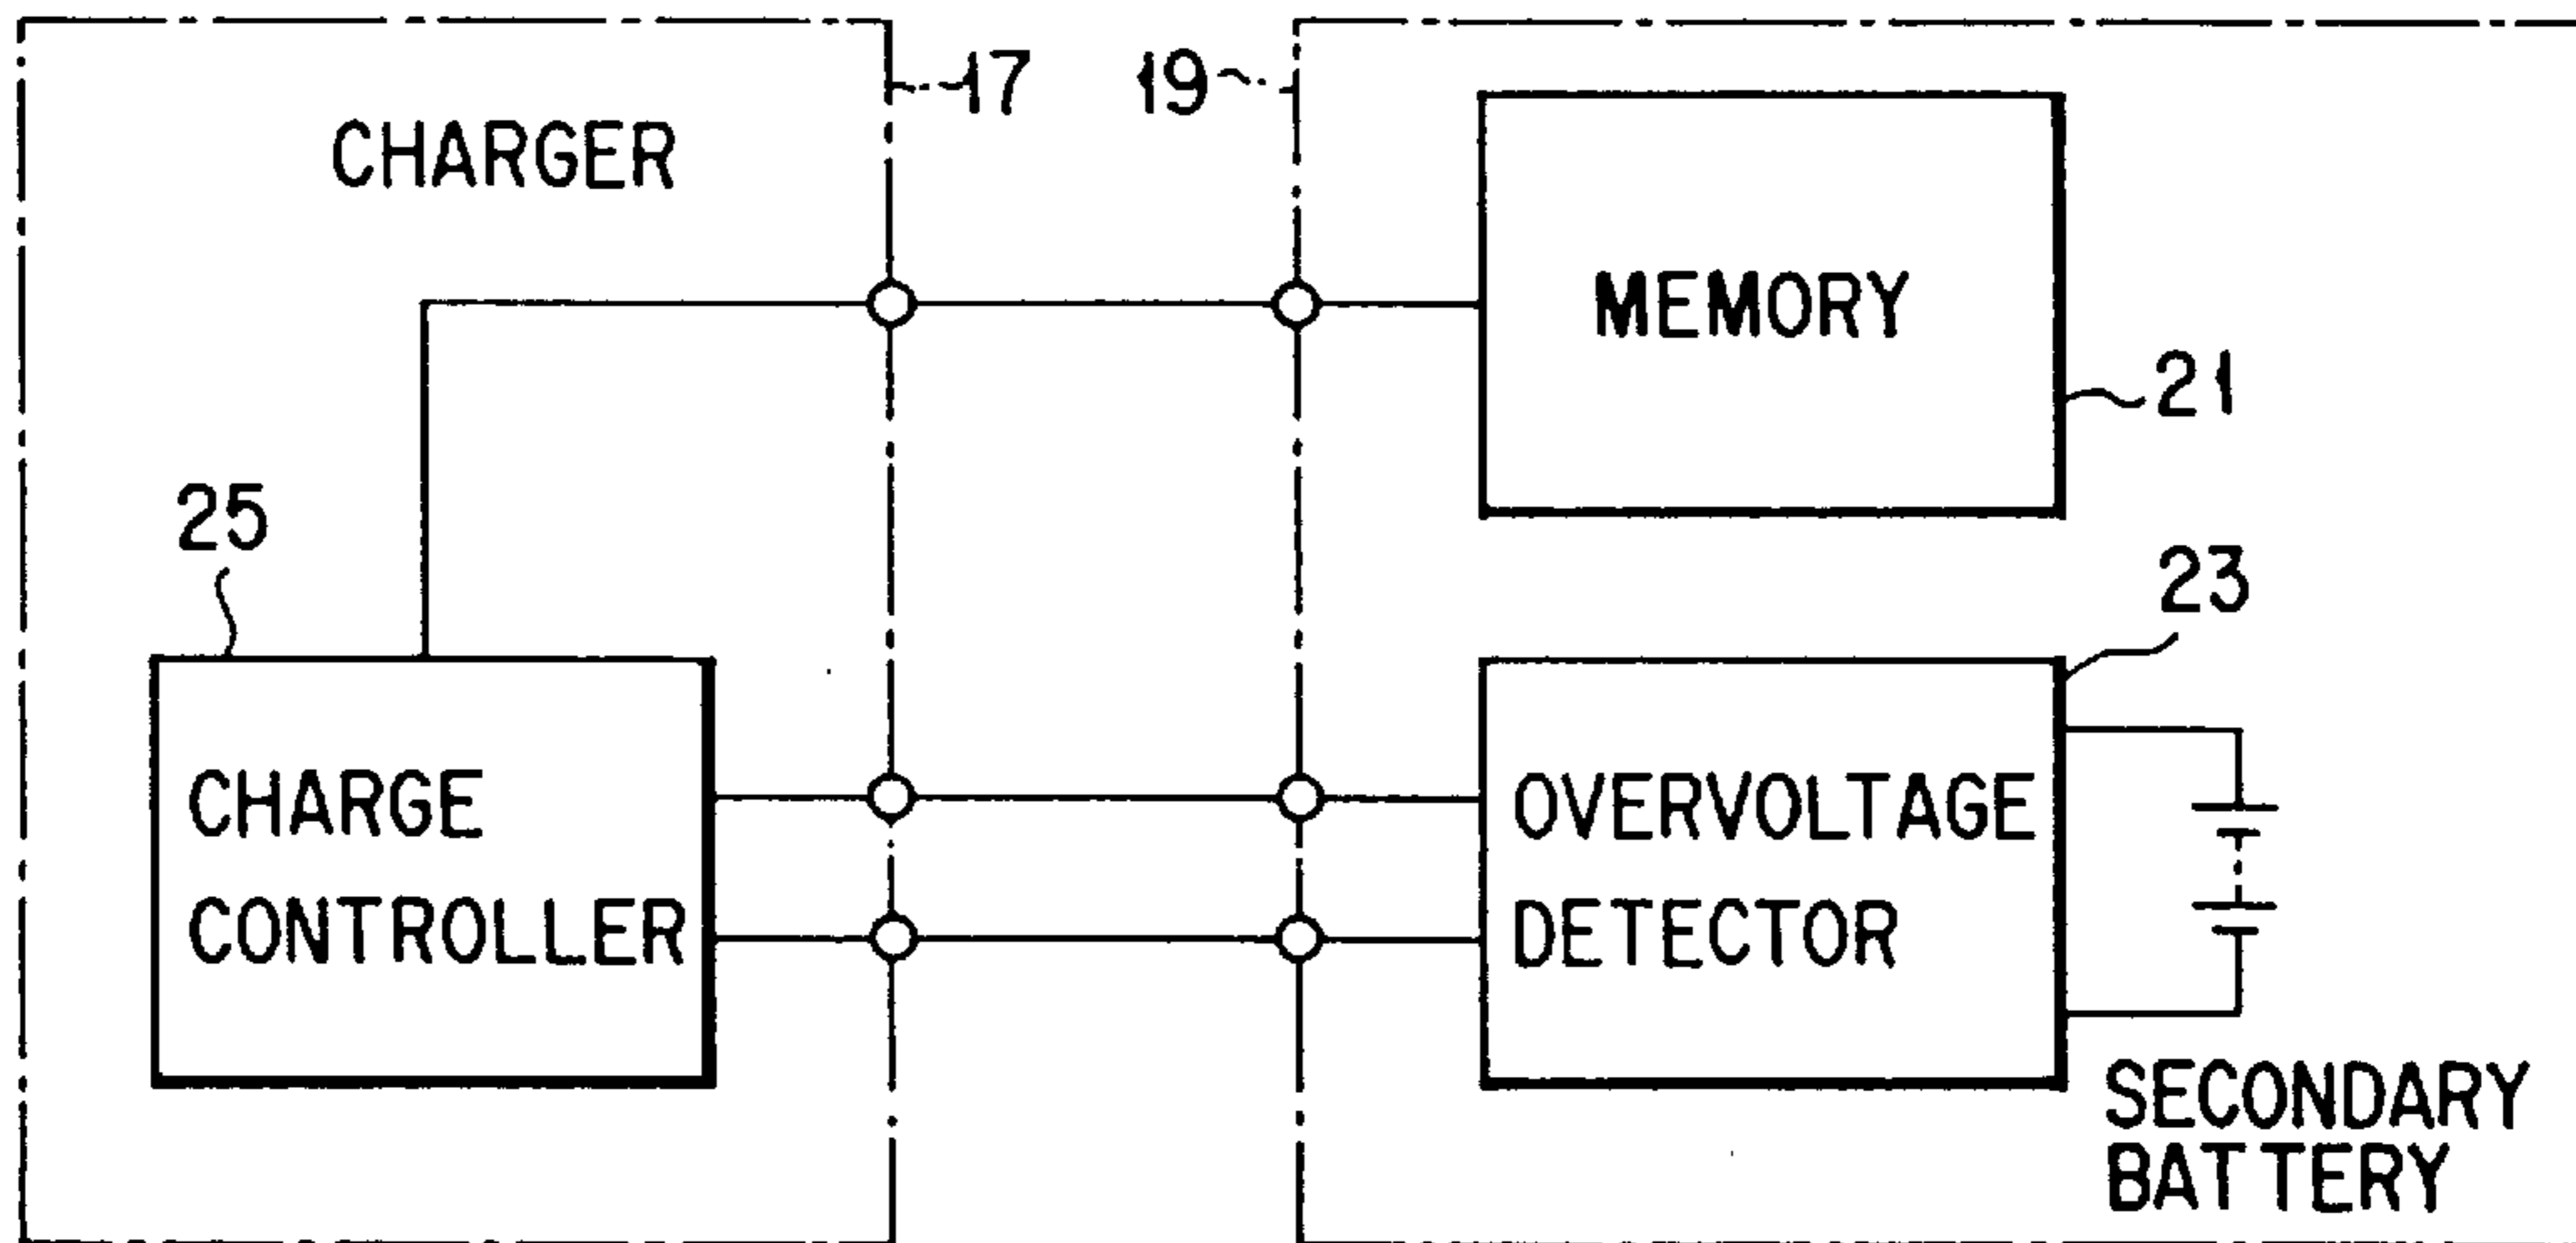 17
19
CHARGER
MEMORY
21
25
23
CHARGE
CONTROLLER
OVERVOLTAGE
DETECTOR
SECONDARY
BATTERY